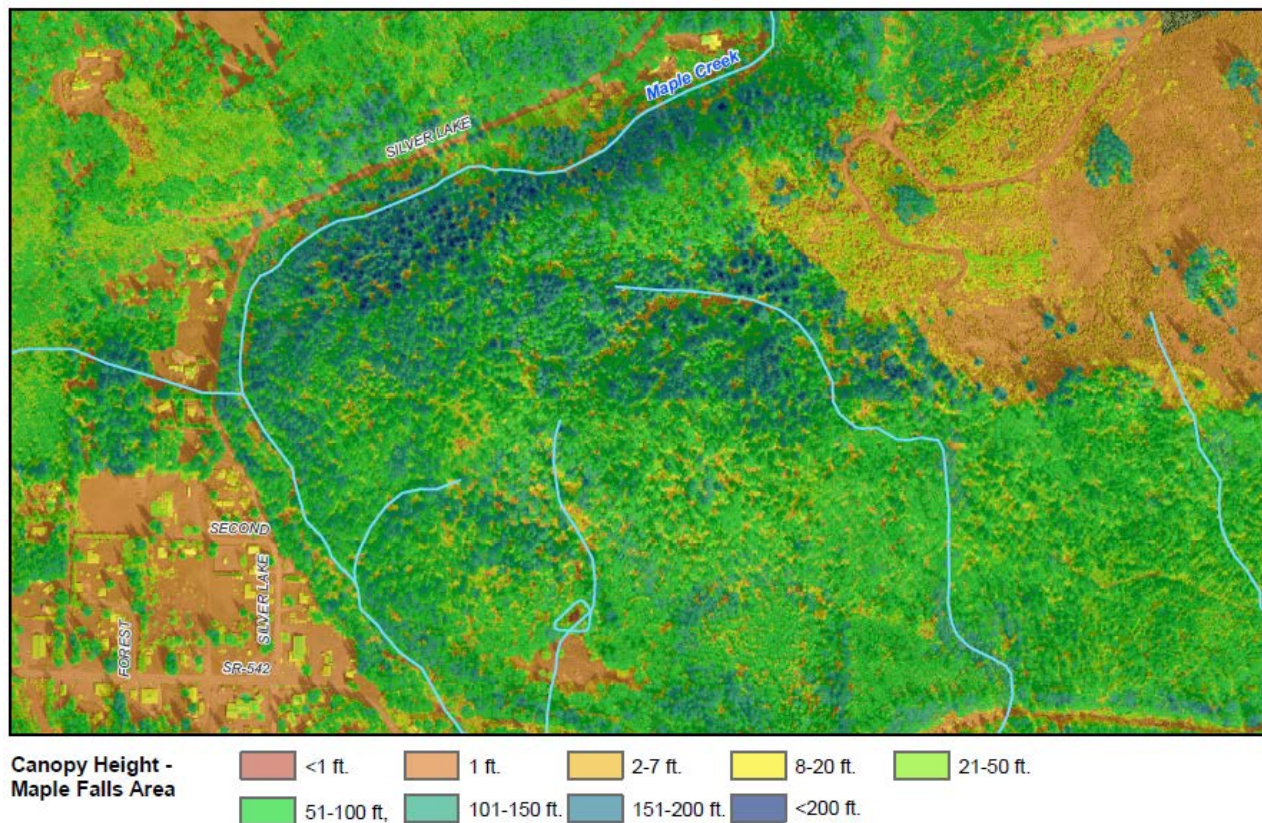 Maple Creek
SILVER LAKE
SECOND
SILVER LAKE
FOREST
SR-542
Canopy Height -
Maple Falls Area
<1 ft.
1 ft.
2-7 ft.
8-20 ft.
21-50 ft.
51-100 ft,
101-150 ft.
151-200 ft.
<200 ft.